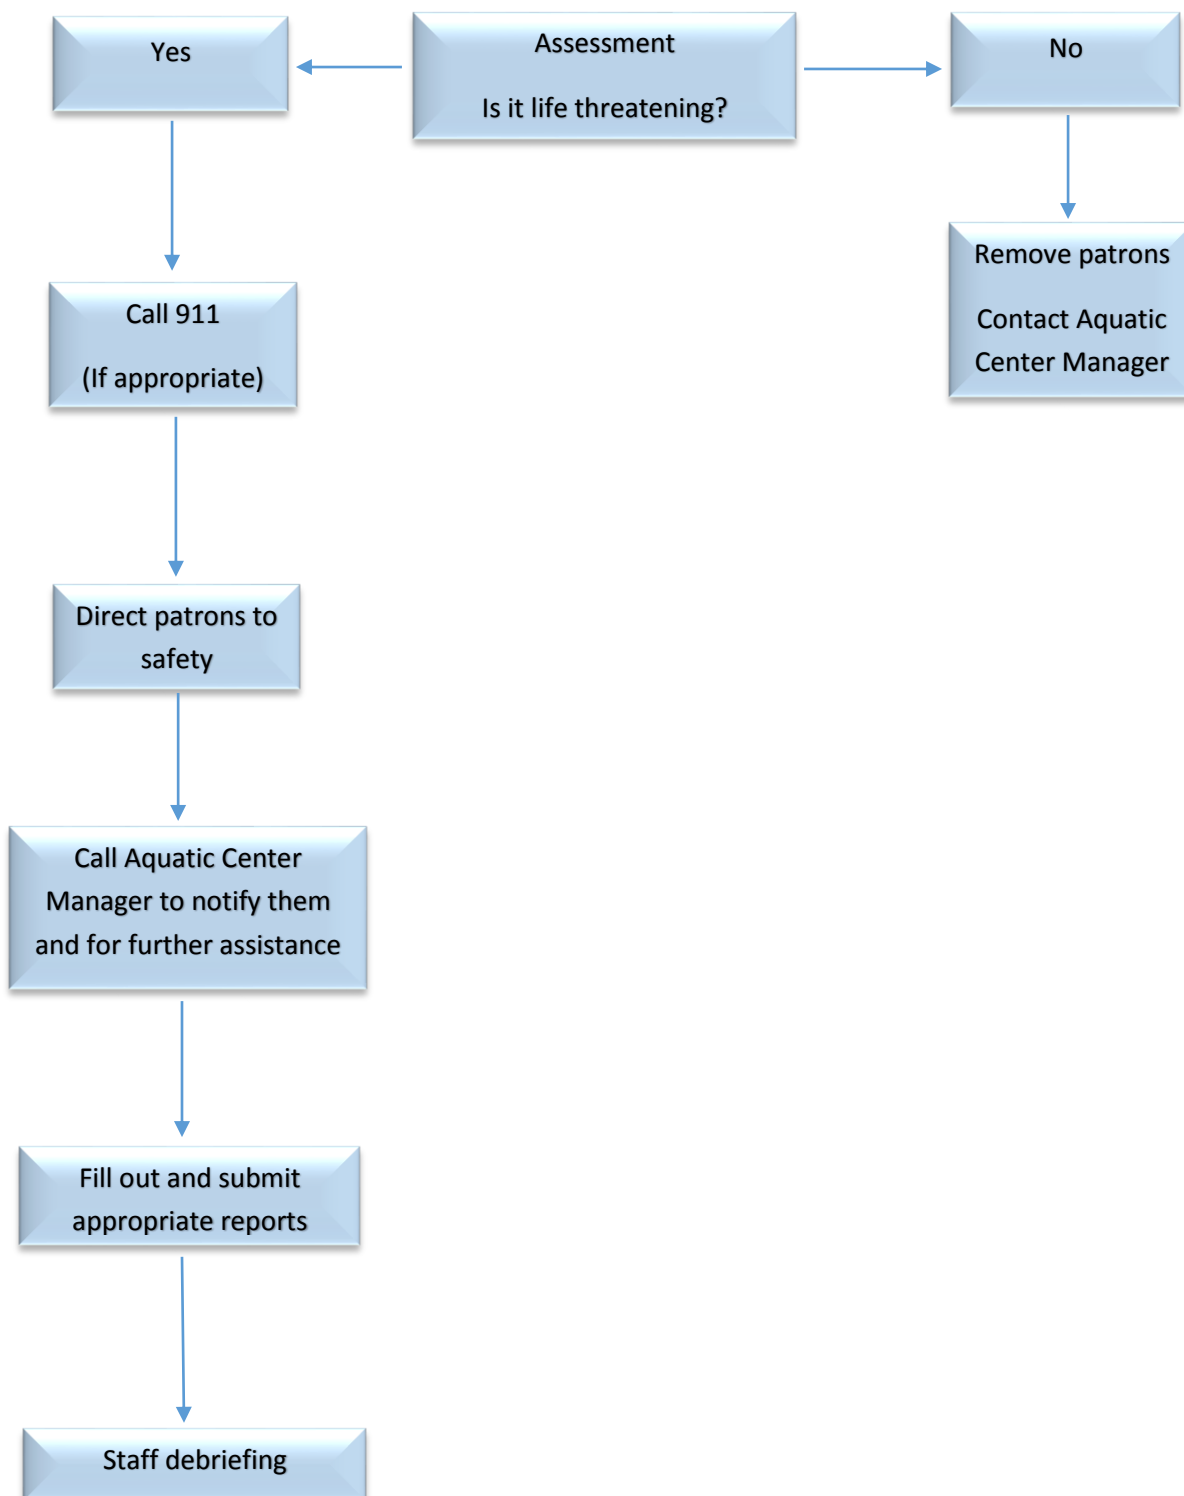 Yes
Assessment
Is it life threatening?
No
Remove patrons
Contact Aquatic
Center Manager
Call 911
(If appropriate)
Direct patrons to
safety
Call Aquatic Center
Manager to notify them
and for further assistance
Fill out and submit
appropriate reports
Staff debriefing